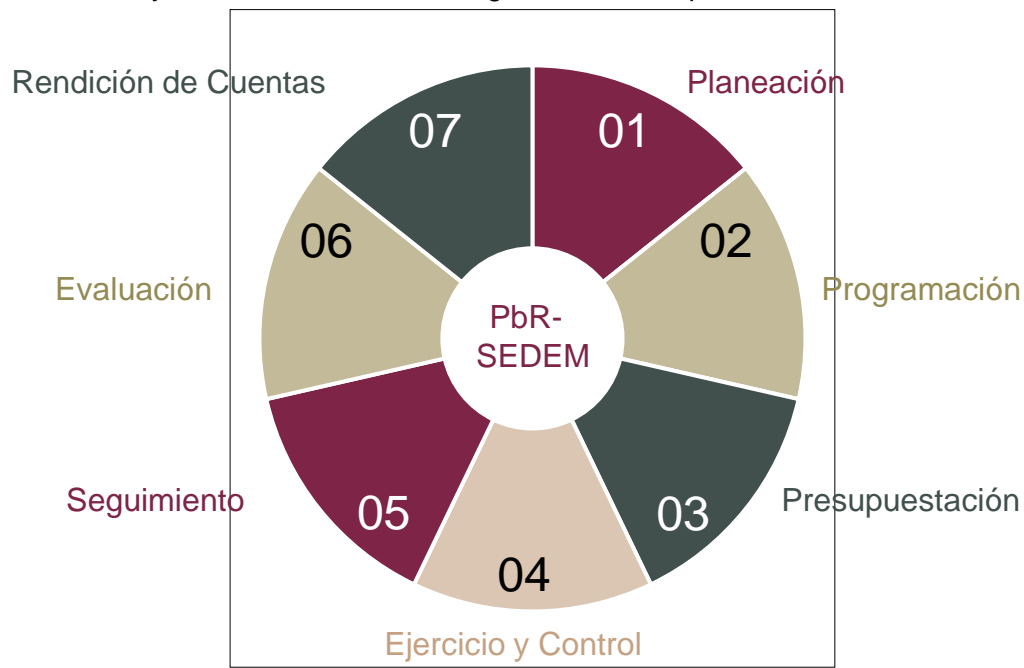 Rendición de Cuentas
Planeación
07
01
06
02
Evaluación
Programación
PbR-
SEDEM
Seguimiento
Presupuestación
05
03
04
Ejercicio y Control